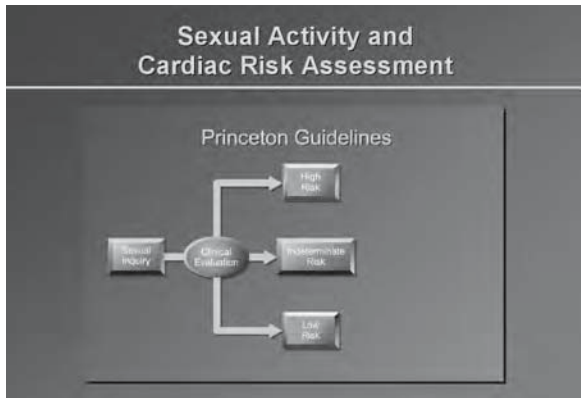 Sexual Activity and
Cardiac Risk Assessment
Princeton Guidelines
High
Risk
Sexual
Inquiry
Clinical
Evaluation
Indeterminate
Risk
Low
Risk